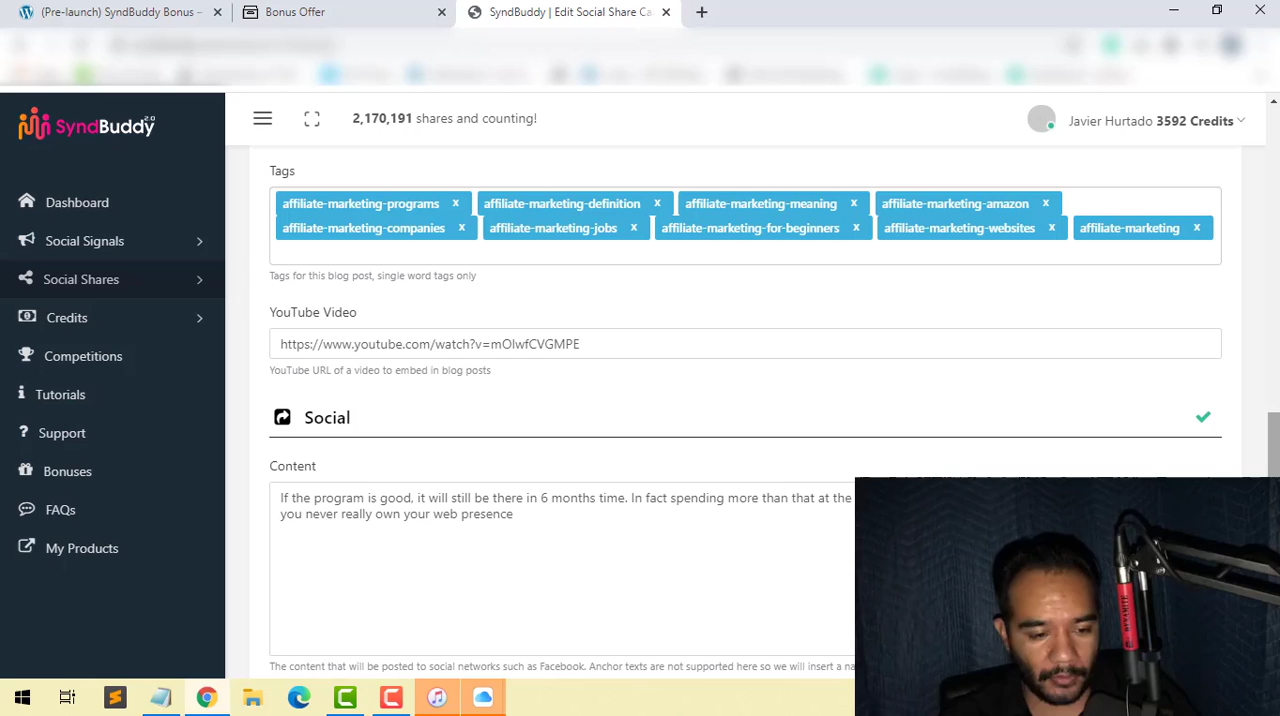 (Pre-launch) SyndBuddy Bonus –
Bonus Offer
SyndBuddy | Edit Social Share Ca
SyndBuddy 2.0
2,170,191 shares and counting!
Javier Hurtado 3592 Credits
Dashboard
Social Signals
Social Shares
Credits
Competitions
Tutorials
Support
Bonuses
FAQs
My Products
Tags
affiliate-marketing-programs x affiliate-marketing-definition x affiliate-marketing-meaning x affiliate-marketing-amazon x
affiliate-marketing-companies x affiliate-marketing-jobs x affiliate-marketing-for-beginners x affiliate-marketing-websites x affiliate-marketing x
Tags for this blog post, single word tags only
YouTube Video
https://www.youtube.com/watch?v=mOIwfCVGMPE
YouTube URL of a video to embed in blog posts
Social
Content
If the program is good, it will still be there in 6 months time. In fact spending more than that at the
you never really own your web presence
The content that will be posted to social networks such as Facebook. Anchor texts are not supported here so we will insert a na
DYNAMITE